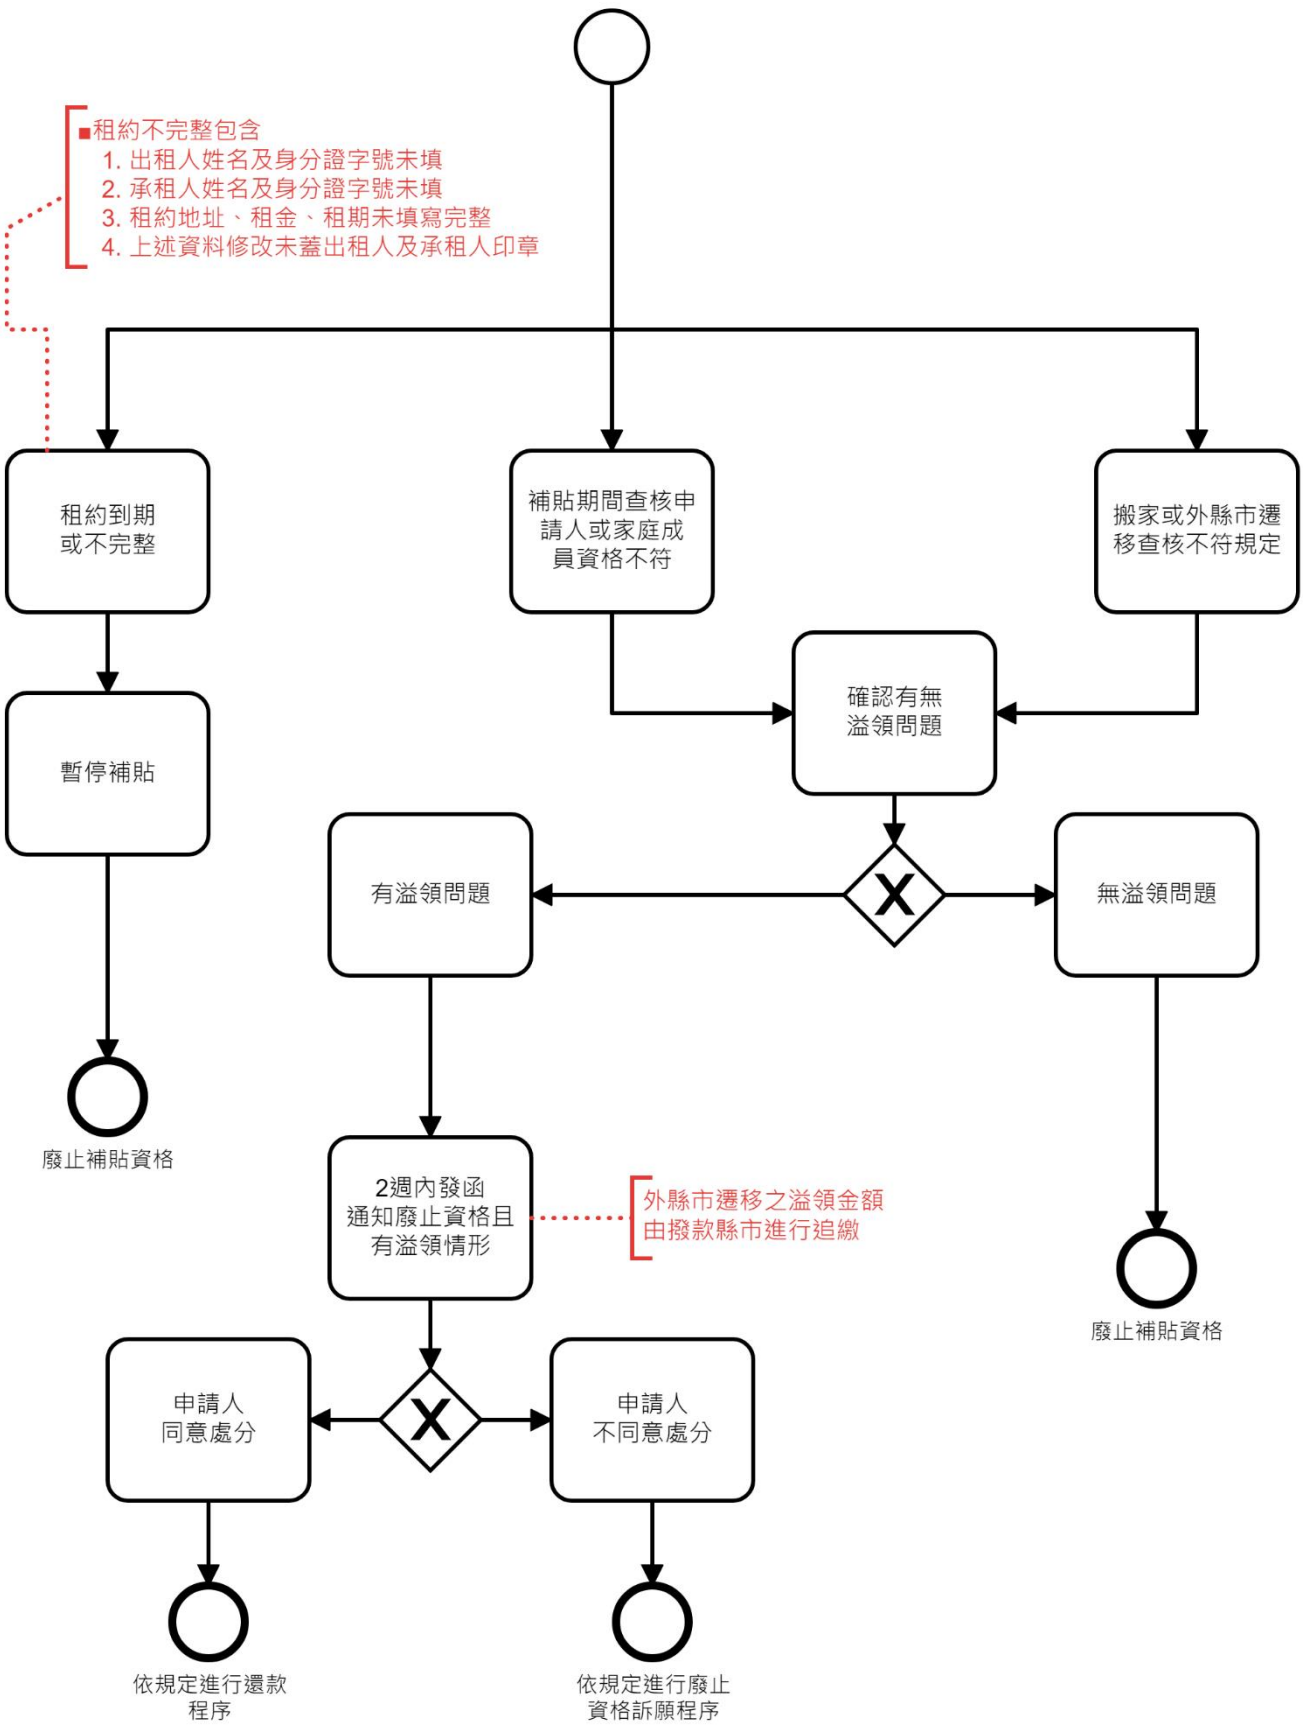 ■租約不完整包含
1. 出租人姓名及身分證字號未填
2. 承租人姓名及身分證字號未填
3. 租約地址、租金、租期未填寫完整
4. 上述資料修改未蓋出租人及承租人印章
租約到期
或不完整
補貼期間查核申
請人或家庭成
員資格不符
搬家或外縣市遷
移查核不符規定
確認有無
溢領問題
暫停補貼
有溢領問題
X
無溢領問題
廢止補貼資格
2週內發函
通知廢止資格且
有溢領情形
外縣市遷移之溢領金額
由撥款縣市進行追繳
廢止補貼資格
申請人
同意處分
X
申請人
不同意處分
依規定進行還款
程序
依規定進行廢止
資格訴願程序